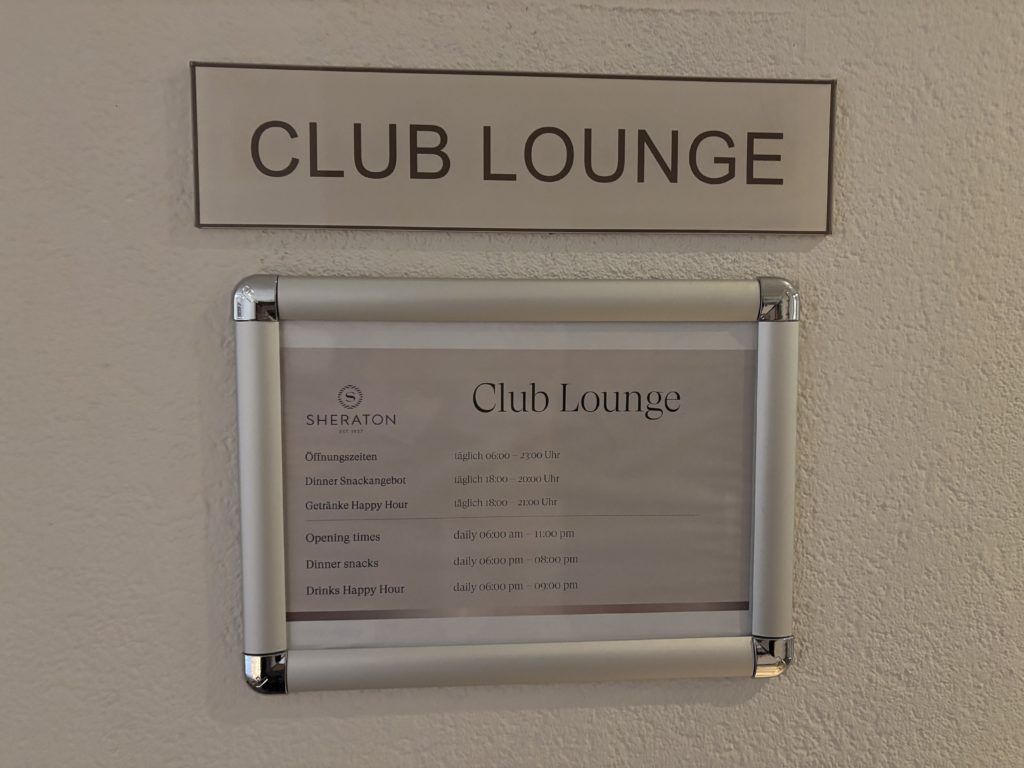 CLUB LOUNGE
SHERATON
EST. 1937
Club Lounge
Öffnungszeiten täglich 06:00 – 23:00 Uhr
Dinner Snackangebot täglich 18:00 – 20:00 Uhr
Getränke Happy Hour täglich 18:00 – 21:00 Uhr
Opening times daily 06:00 am – 11:00 pm
Dinner snacks daily 06:00 pm – 08:00 pm
Drinks Happy Hour daily 06:00 pm – 09:00 pm